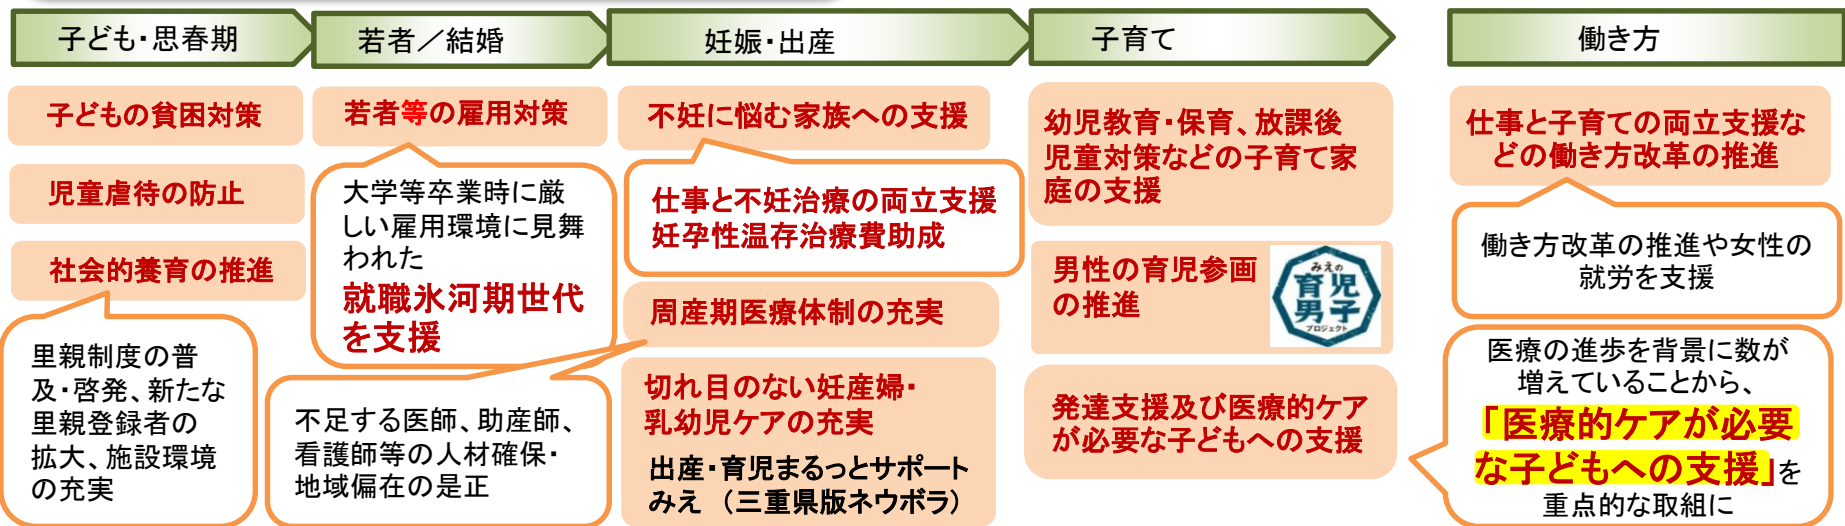 子ども・思春期
若者／結婚
妊娠・出産
子育て
働き方
子どもの貧困対策
児童虐待の防止
社会的養育の推進
里親制度の普
及・啓発、新たな
里親登録者の
拡大、施設環境
の充実
若者等の雇用対策
大学等卒業時に厳
しい雇用環境に見舞
われた
就職氷河期世代
を支援
不足する医師、助産師、
看護師等の人材確保・
地域偏在の是正
不妊に悩む家族への支援
仕事と不妊治療の両立支援
妊孕性温存治療費助成
周産期医療体制の充実
切れ目のない妊産婦・
乳幼児ケアの充実
出産・育児まるっとサポート
みえ （三重県版ネウボラ）
幼児教育・保育、放課後
児童対策などの子育て家
庭の支援
男性の育児参画
の推進
みえの
育児
男子
プロジェクト
発達支援及び医療的ケア
が必要な子どもへの支援
仕事と子育ての両立支援な
どの働き方改革の推進
働き方改革の推進や女性の
就労を支援
医療の進歩を背景に数が
増えていることから、
「医療的ケアが必要
な子どもへの支援」を
重点的な取組に